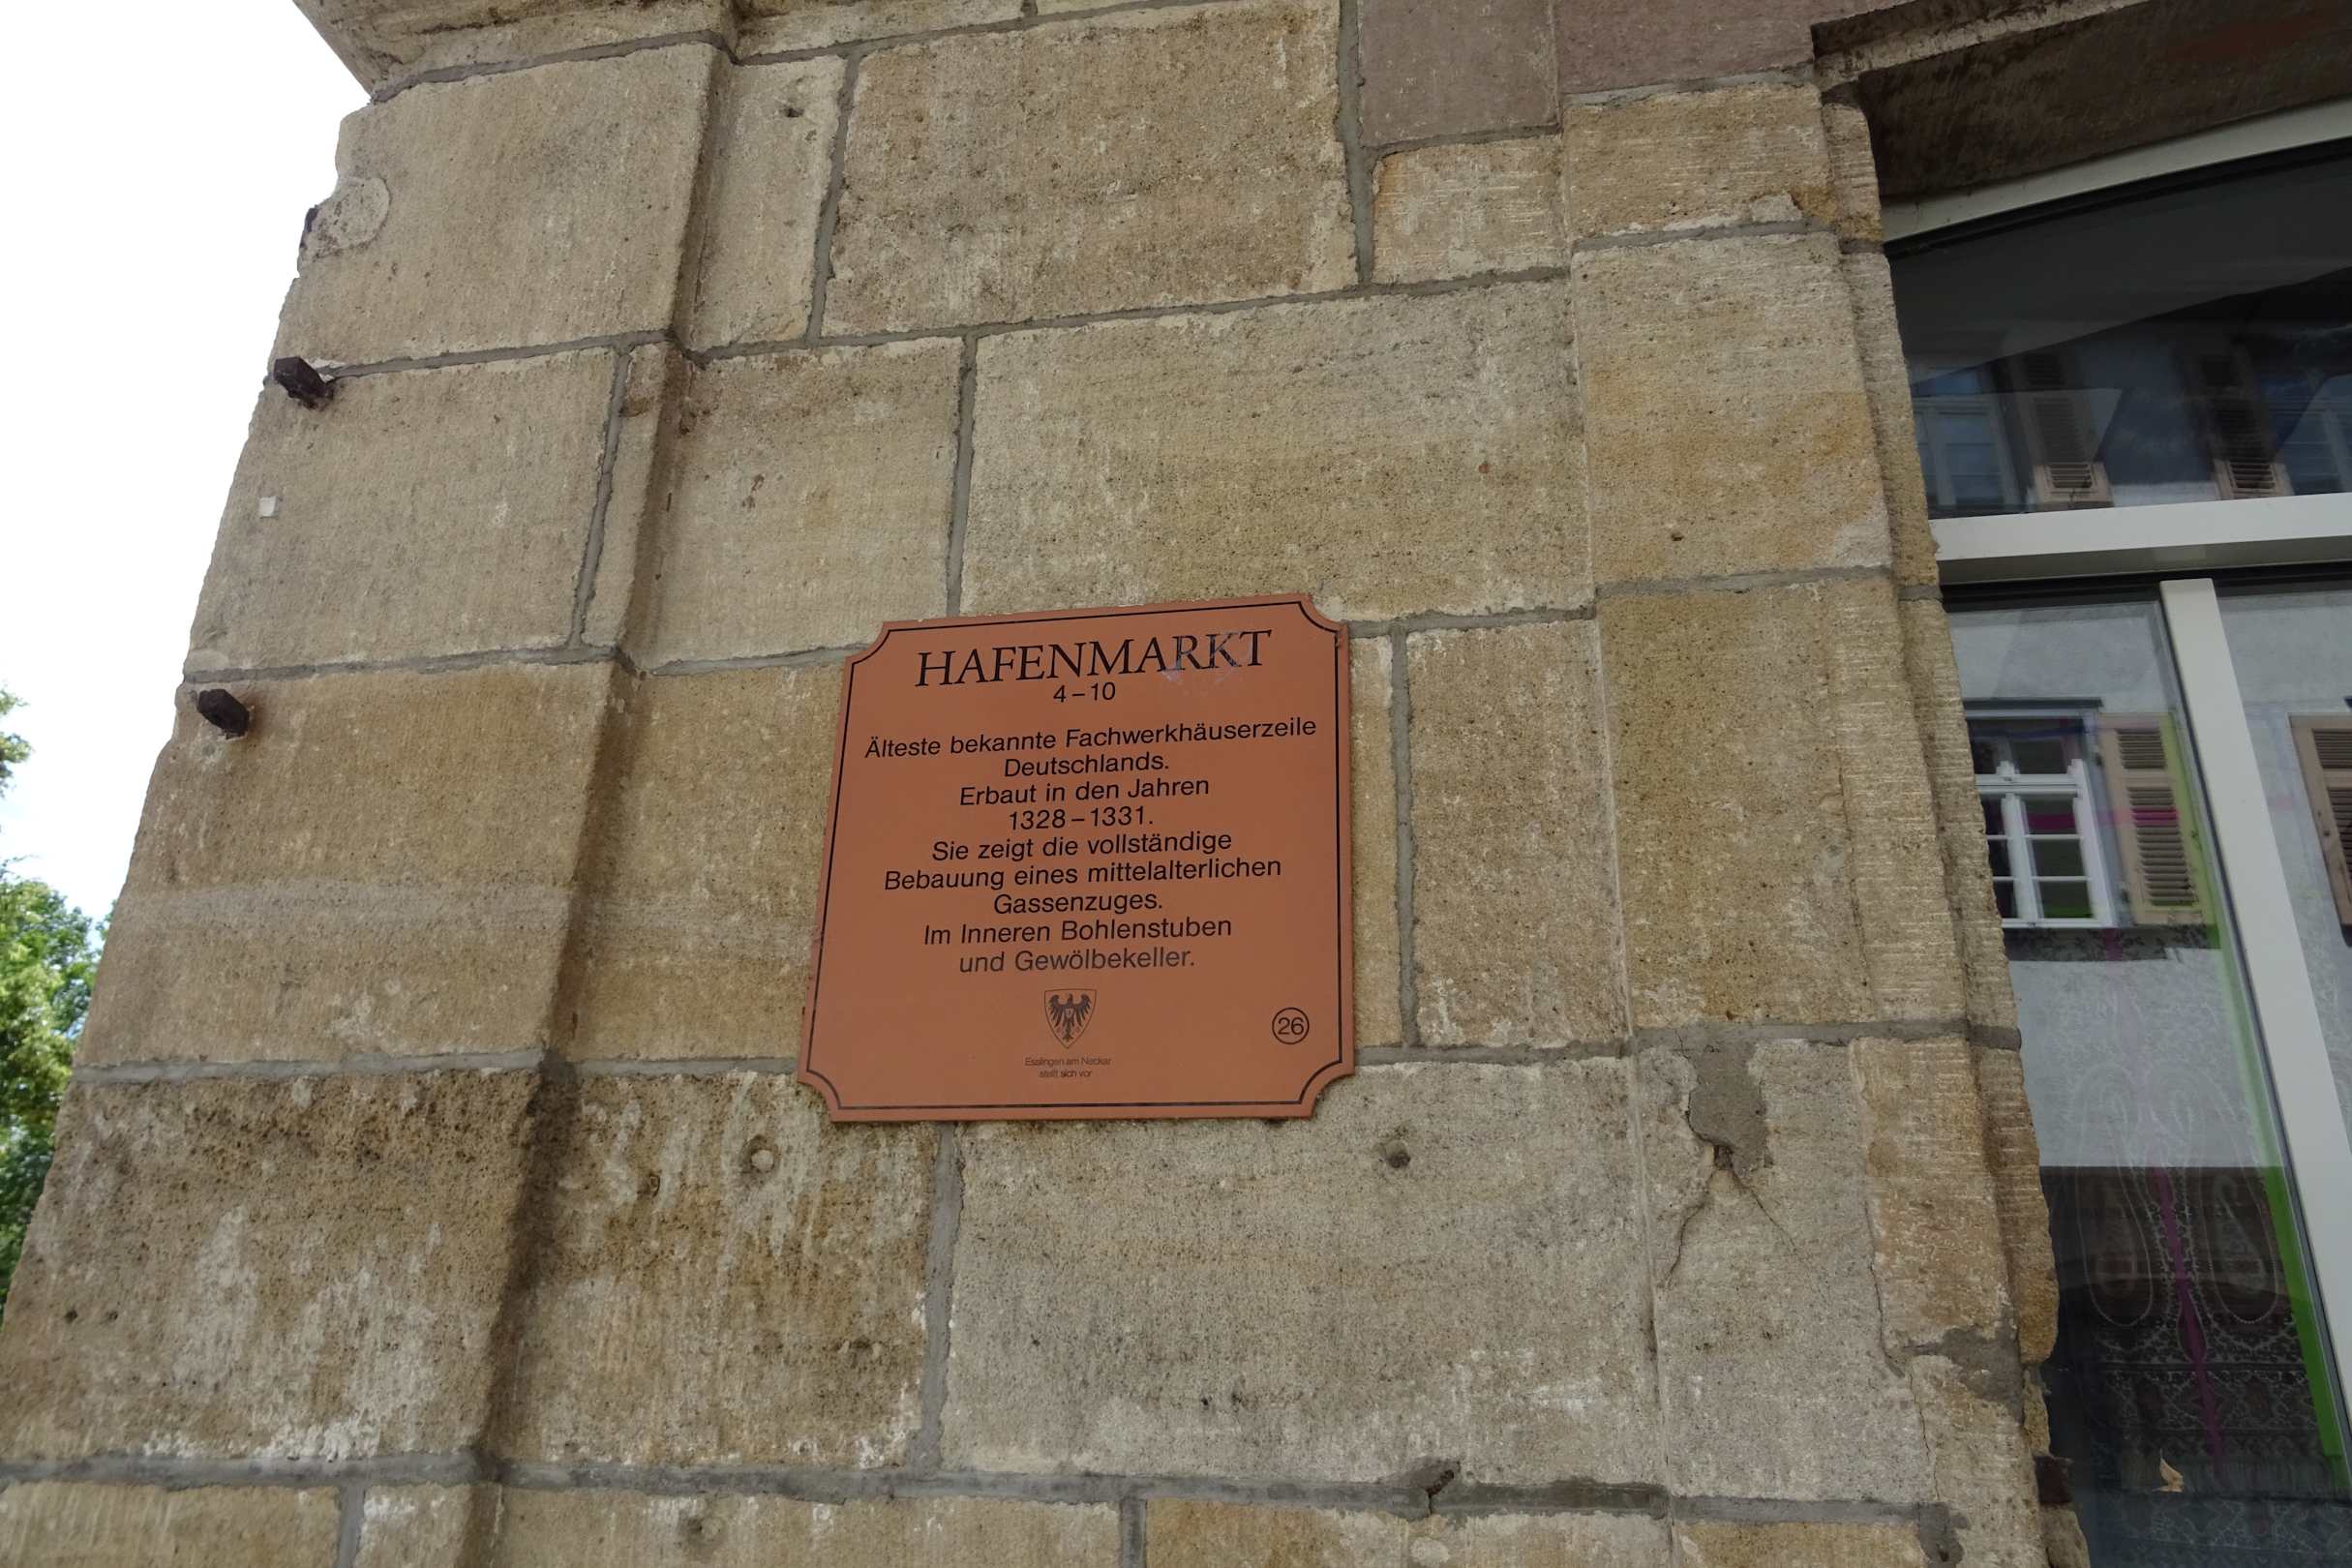 HAFENMARKT
4 – 10
Älteste bekannte Fachwerkhäuserzeile
Deutschlands.
Erbaut in den Jahren
1328 – 1331.
Sie zeigt die vollständige
Bebauung eines mittelalterlichen
Gassenzuges.
Im Inneren Bohlenstuben
und Gewölbekeller.
Esslingen am Neckar
stellt sich vor
26